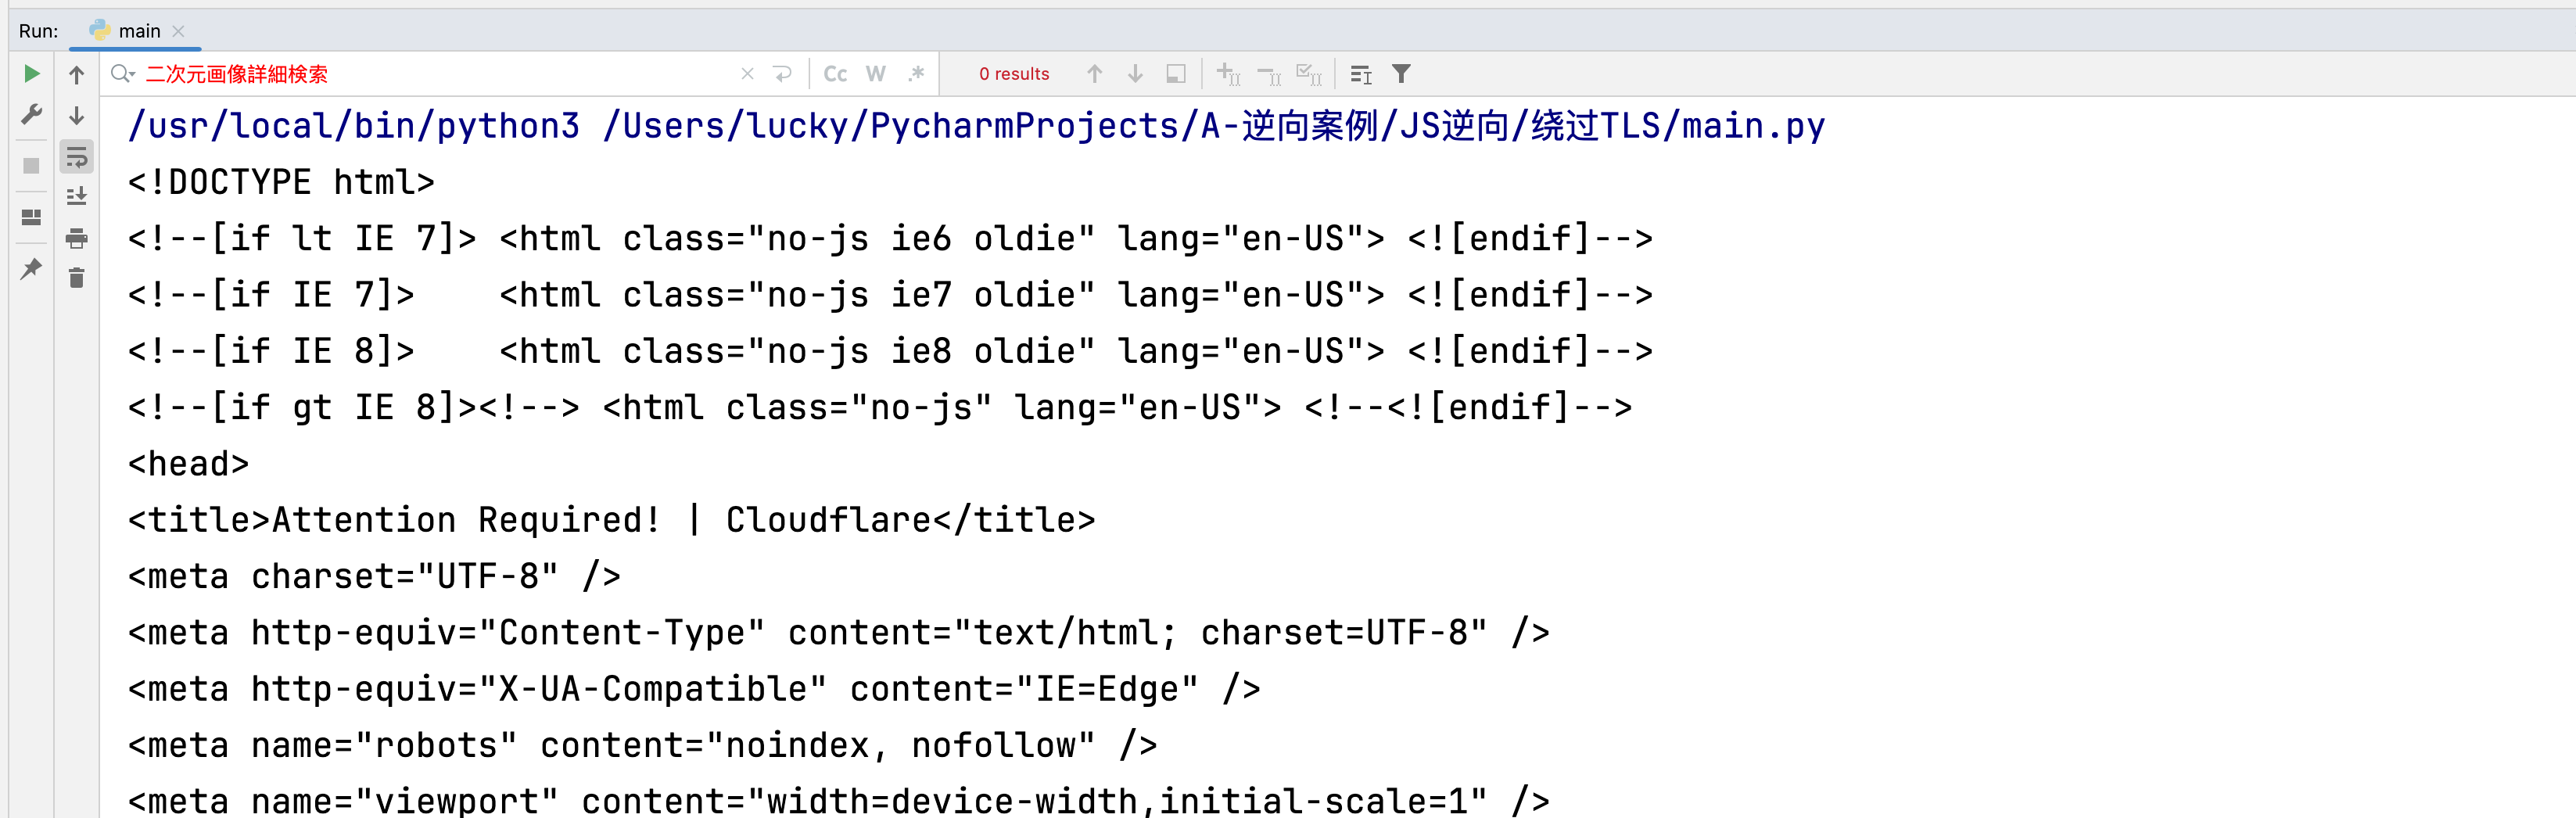 Run: main
二次元画像詳細検索 Cc W .* 0 results
/usr/local/bin/python3 /Users/lucky/PycharmProjects/A-逆向案例/JS逆向/绕过TLS/main.py
<!DOCTYPE html>
<!--[if lt IE 7]> <html class="no-js ie6 oldie" lang="en-US"> <![endif]-->
<!--[if IE 7]>    <html class="no-js ie7 oldie" lang="en-US"> <![endif]-->
<!--[if IE 8]>    <html class="no-js ie8 oldie" lang="en-US"> <![endif]-->
<!--[if gt IE 8]><!--> <html class="no-js" lang="en-US"> <!--<![endif]-->
<head>
<title>Attention Required! | Cloudflare</title>
<meta charset="UTF-8" />
<meta http-equiv="Content-Type" content="text/html; charset=UTF-8" />
<meta http-equiv="X-UA-Compatible" content="IE=Edge" />
<meta name="robots" content="noindex, nofollow" />
<meta name="viewport" content="width=device-width,initial-scale=1" />